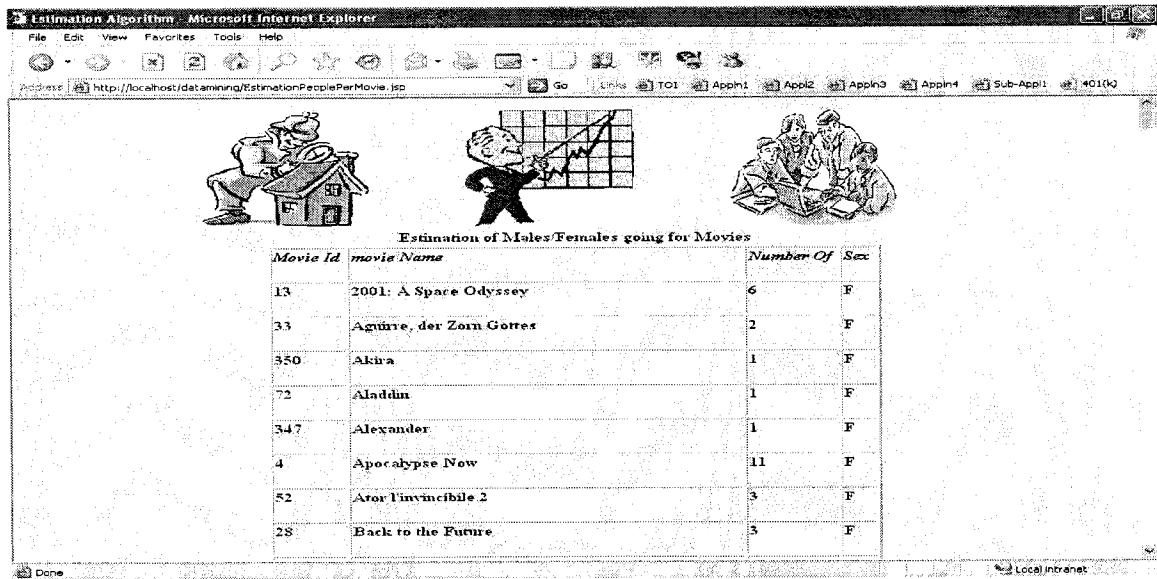 Estimation Algorithm - Microsoft Internet Explorer
File Edit View Favorites Tools Help
Address http://localhost/datamining/EstimationPeoplePerMovie.jsp Go Links TO1 Appln1 Appl2 Appln3 Appln4 Sub-Appl1 401(k)
Estimation of Males/Females going for Movies
Movie Id movie Name Number Of Sex
13 2001: A Space Odyssey 6 F
33 Aguirre, der Zorn Gottes 2 F
350 Akira 1 F
72 Aladdin 1 F
347 Alexander 1 F
4 Apocalypse Now 11 F
52 Ator l'invincibile 2 3 F
28 Back to the Future 3 F
Done Local intranet